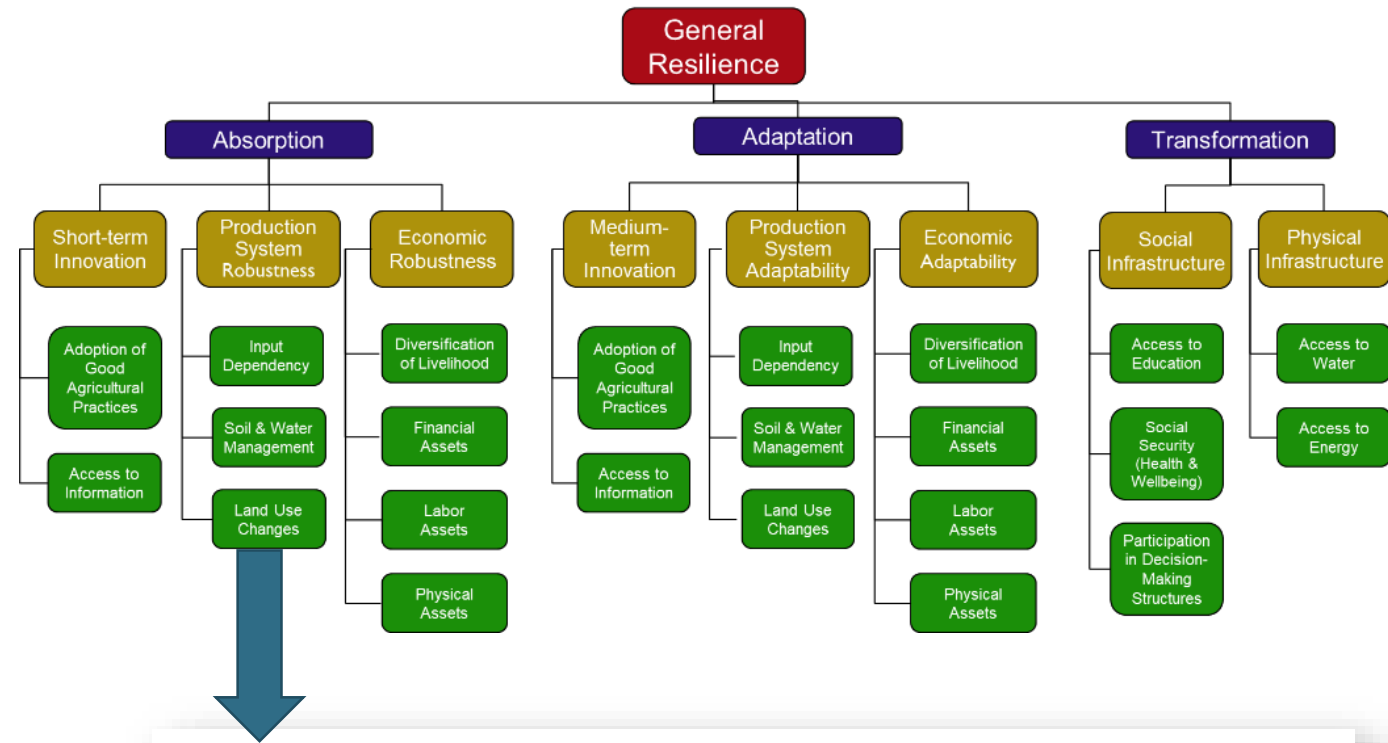 General
Resilience
Absorption
Adaptation
Transformation
Short-term
Innovation
Production
System
Robustness
Economic
Robustness
Medium-
term
Innovation
Production
System
Adaptability
Economic
Adaptability
Social
Infrastructure
Physical
Infrastructure
Adoption of
Good
Agricultural
Practices
Access to
Information
Input
Dependency
Soil & Water
Management
Land Use
Changes
Diversification
of Livelihood
Financial
Assets
Labor
Assets
Physical
Assets
Adoption of
Good
Agricultural
Practices
Access to
Information
Input
Dependency
Soil & Water
Management
Land Use
Changes
Diversification
of Livelihood
Financial
Assets
Labor
Assets
Physical
Assets
Access to
Education
Social
Security
(Health &
Wellbeing)
Participation
in Decision-
Making
Structures
Access to
Water
Access to
Energy